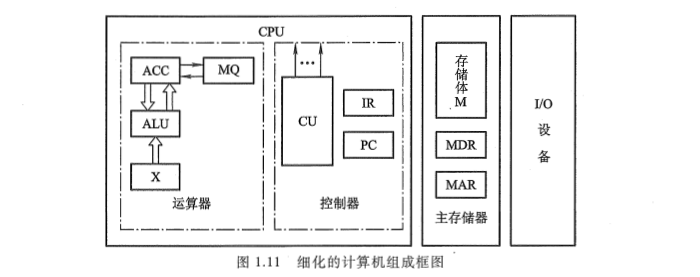 CPU
ACC
MQ
ALU
X
运算器
…
CU
IR
PC
控制器
存储体M
MDR
MAR
主存储器
I/O
设
备
图 1.11 细化的计算机组成框图